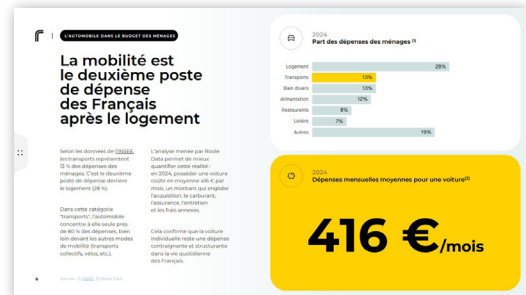 L'AUTOMOBILE DANS LE BUDGET DES MÉNAGES
La mobilité est
le deuxième poste
de dépense
des Français
après le logement
Selon les données de l'INSEE,
les transports représentent
13 % des dépenses des
ménages. C'est le deuxième
poste de dépense derrière
le logement (28 %).
Dans cette catégorie
"transports", l'automobile
concentre à elle seule près
de 80 % des dépenses, bien
loin devant les autres modes
de mobilité (transports
collectifs, vélos, etc.).
L'analyse menée par Roole
Data permet de mieux
quantifier cette réalité :
en 2024, posséder une voiture
coûte en moyenne 416 € par
mois, un montant qui englobe
l'acquisition, le carburant,
l'assurance, l'entretien
et les frais annexes.
Cela confirme que la voiture
individuelle reste une dépense
contraignante et structurante
dans la vie quotidienne
des Français.
2024
Part des dépenses des ménages (1)
Logement 28%
Transports 13%
Bien divers 13%
Alimentation 12%
Restaurants 8%
Loisirs 7%
Autres 19%
2024
Dépenses mensuelles moyennes pour une voiture(2)
416 €/mois